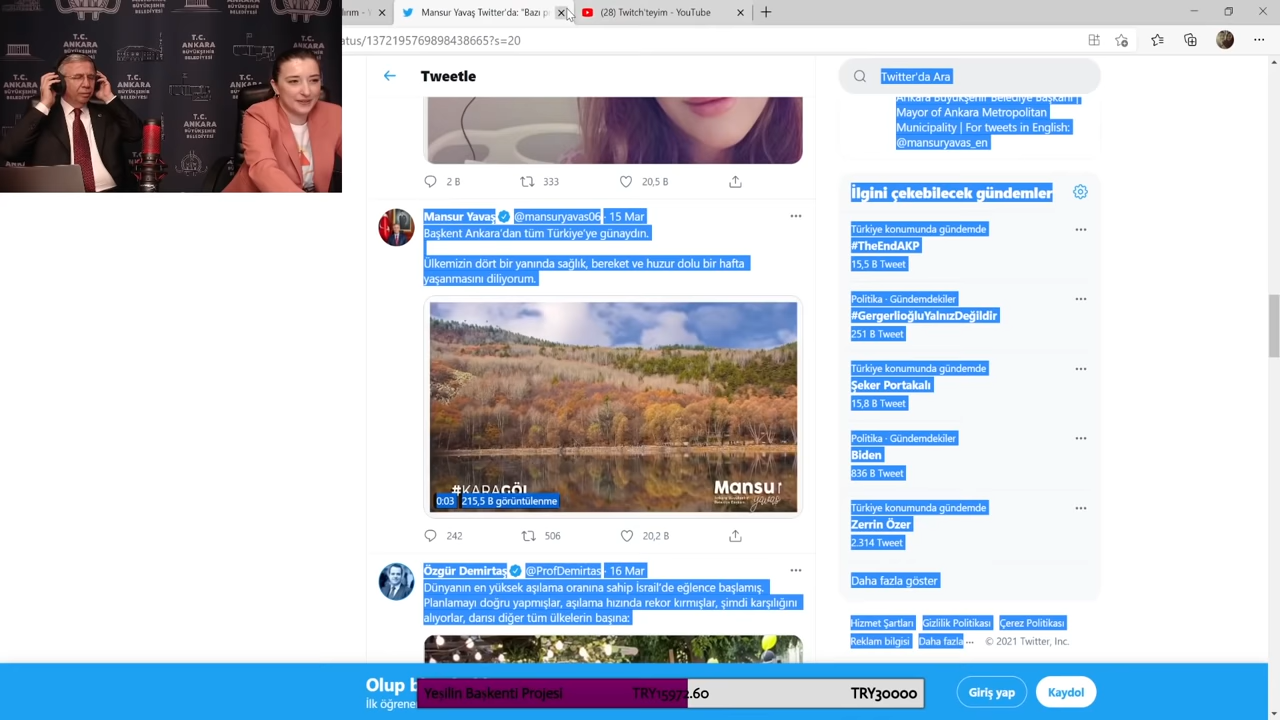 T.C.
ANKARA
BÜYÜKŞEHİR
BELEDİYESİ
Mansur Yavaş Twitter'da: "Bazı p
(28) Twitch'teyim - YouTube
atus/1372195769898438665?s=20
Tweetle
Twitter'da Ara
Ankara Büyükşehir Belediye Başkanı |
Mayor of Ankara Metropolitan
Municipality | For tweets in English:
@mansuryavas_en
2 B 333 20,5 B
Mansur Yavaş @mansuryavas06 · 15 Mar
Başkent Ankara'dan tüm Türkiye'ye günaydın.
Ülkemizin dört bir yanında sağlık, bereket ve huzur dolu bir hafta
yaşanmasını diliyorum.
#KARAGÖL
Mansur
yavaş
0:03 215,5 B görüntülenme
242 506 20,2 B
Özgür Demirtaş @ProfDemirtas · 16 Mar
Dünyanın en yüksek aşılama oranına sahip İsrail'de eğlence başlamış.
Planlamayı doğru yapmışlar, aşılama hızında rekor kırmışlar, şimdi karşılığını
alıyorlar, darısı diğer tüm ülkelerin başına:
İlgini çekebilecek gündemler
Türkiye konumunda gündemde
#TheEndAKP
15,5 B Tweet
Politika · Gündemdekiler
#GergerlioğluYalnızDeğildir
251 B Tweet
Türkiye konumunda gündemde
Şeker Portakalı
15,8 B Tweet
Politika · Gündemdekiler
Biden
836 B Tweet
Türkiye konumunda gündemde
Zerrin Özer
2.314 Tweet
Daha fazla göster
Hizmet Şartları Gizlilik Politikası Çerez Politikası
Reklam bilgisi Daha fazla ··· © 2021 Twitter, Inc.
Olup b
İlk öğrene
Yeşilin Başkenti Projesi TRY15972.60 TRY30000
Giriş yap Kaydol